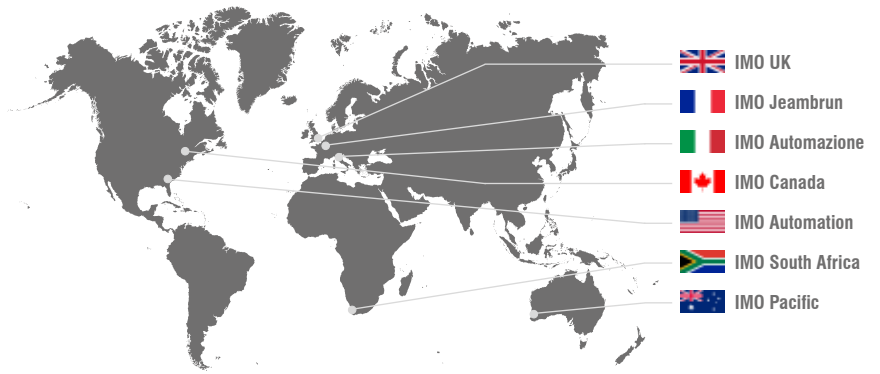 IMO UK
IMO Jeambrun
IMO Automazione
IMO Canada
IMO Automation
IMO South Africa
IMO Pacific